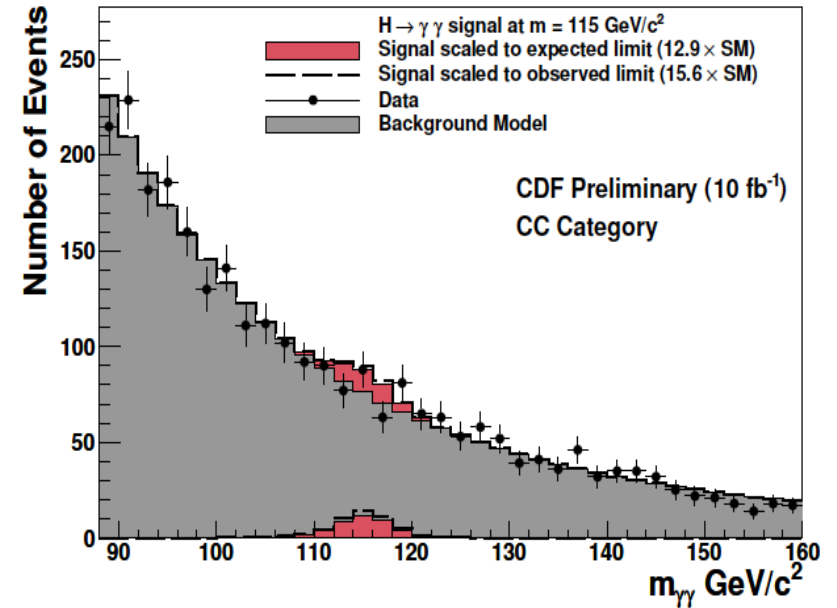 H → γ γ signal at m = 115 GeV/c²
Signal scaled to expected limit (12.9 × SM)
Signal scaled to observed limit (15.6 × SM)
Data
Background Model
CDF Preliminary (10 fb⁻¹)
CC Category
Number of Events
250
200
150
100
50
0
90 100 110 120 130 140 150 160
mγγ GeV/c²